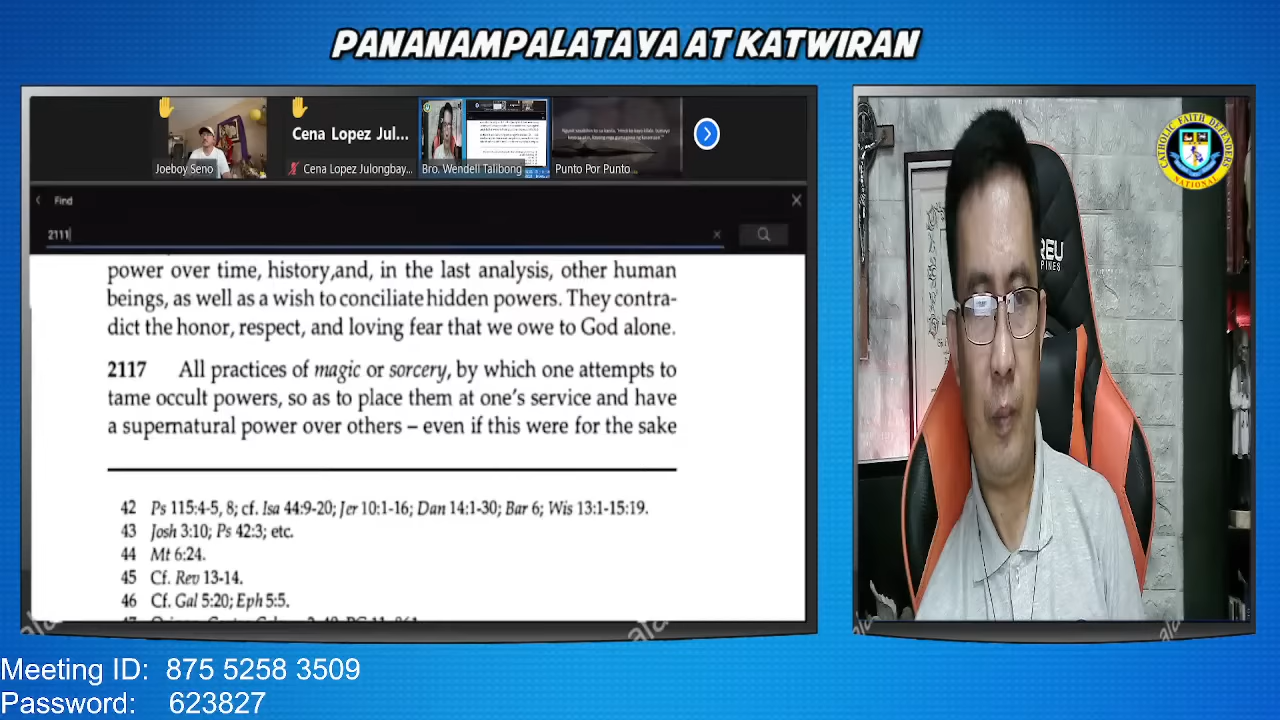 PANANAMPALATAYA AT KATWIRAN
Cena Lopez Jul...
Joeboy Seno
Cena Lopez Julongbay...
Bro. Wendell Talibong
Punto Por Punto...
Find
2111
power over time, history,and, in the last analysis, other human
beings, as well as a wish to conciliate hidden powers. They contra-
dict the honor, respect, and loving fear that we owe to God alone.
2117 All practices of magic or sorcery, by which one attempts to
tame occult powers, so as to place them at one's service and have
a supernatural power over others – even if this were for the sake
42 Ps 115:4-5, 8; cf. Isa 44:9-20; Jer 10:1-16; Dan 14:1-30; Bar 6; Wis 13:1-15:19.
43 Josh 3:10; Ps 42:3; etc.
44 Mt 6:24.
45 Cf. Rev 13-14.
46 Cf. Gal 5:20; Eph 5:5.
CATHOLIC FAITH DEFENDERS
NATIONAL
REU
PINES
Meeting ID: 875 5258 3509
Password: 623827